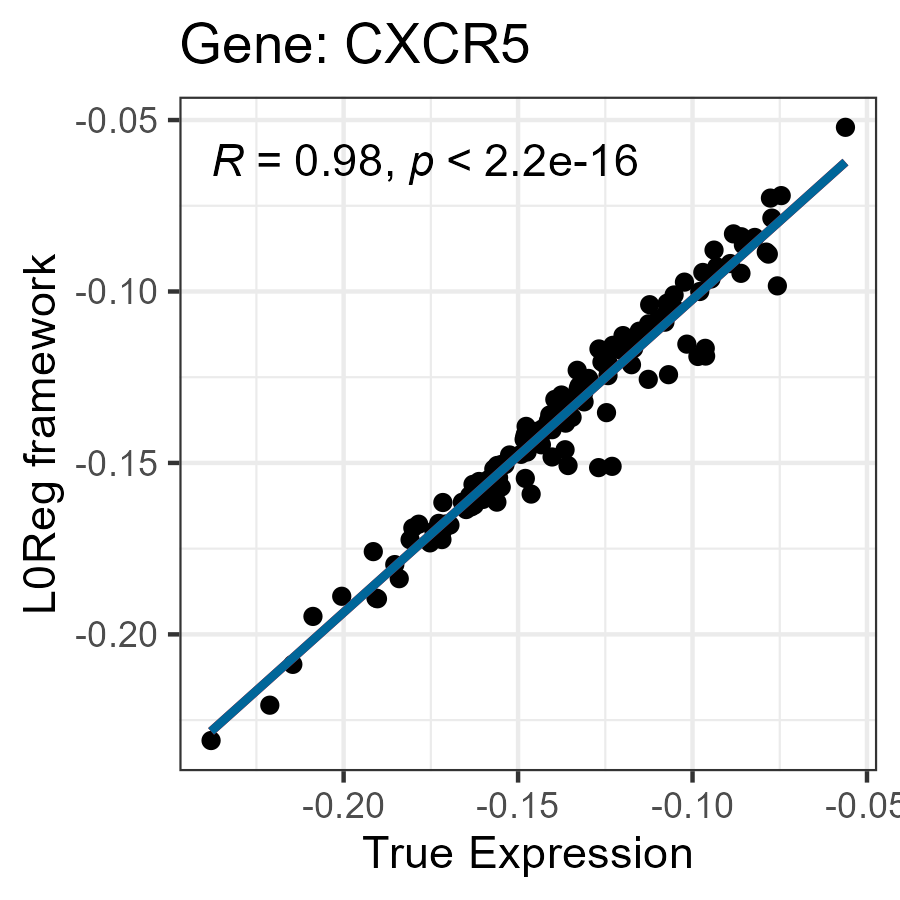 Gene: CXCR5
R = 0.98, p < 2.2e-16
L0Reg framework
-0.05
-0.10
-0.15
-0.20
-0.20
-0.15
-0.10
-0.05
True Expression